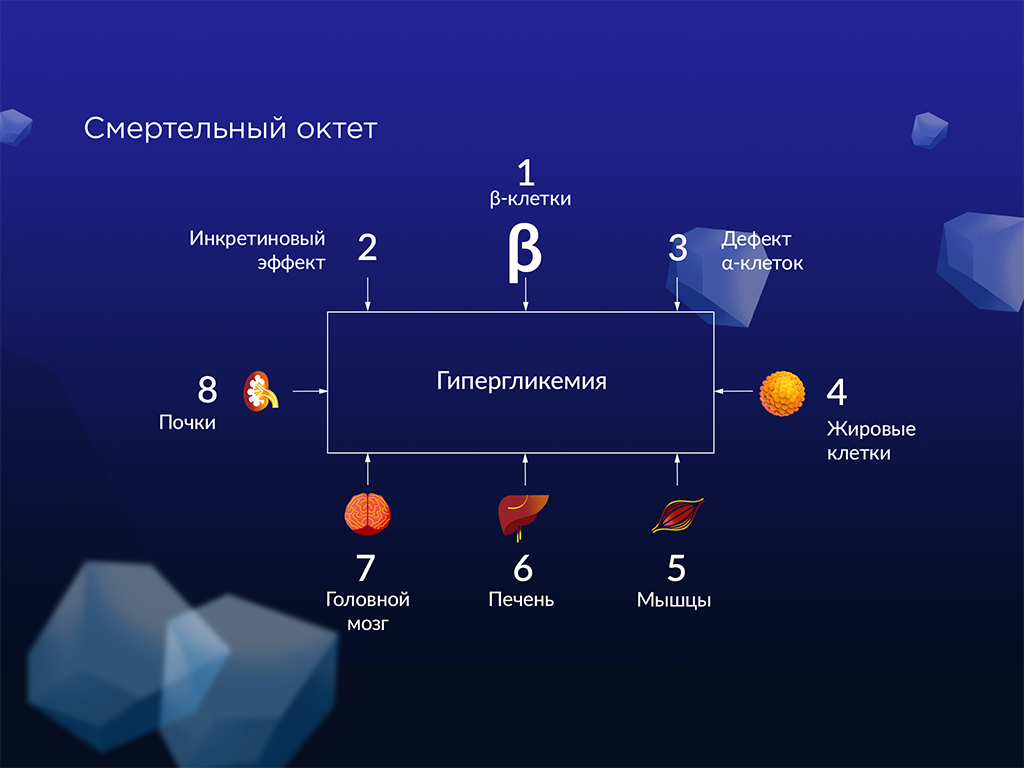 Смертельный октет
1
β-клетки
β
Инкретиновый
эффект
2
3
Дефект
α-клеток
Гипергликемия
8
Почки
4
Жировые
клетки
7
Головной
мозг
6
Печень
5
Мышцы